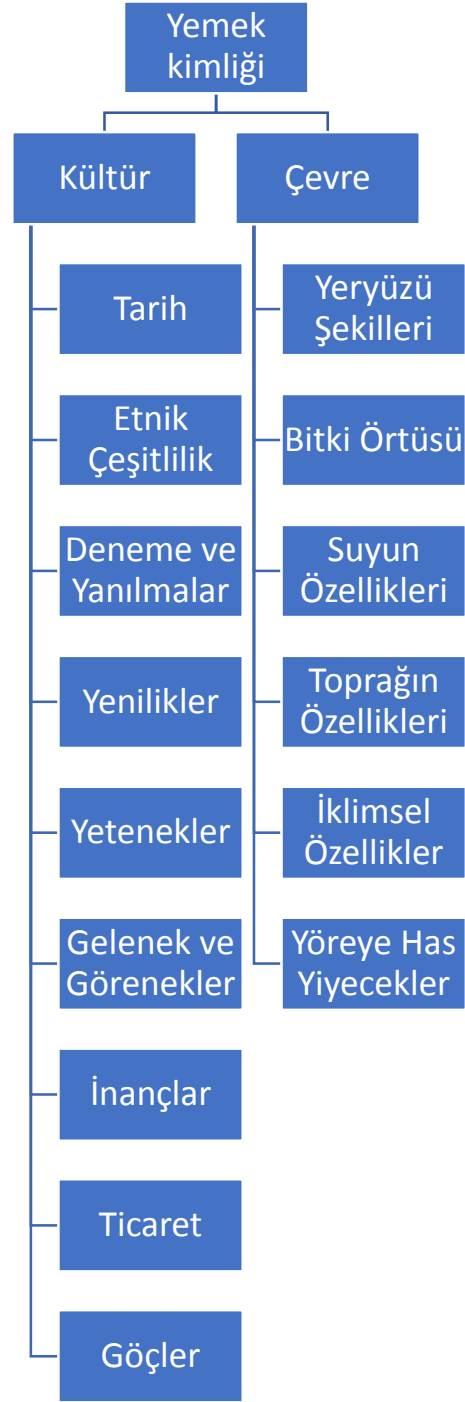 Yemek
kimliği
Kültür
Çevre
Tarih
Etnik
Çeşitlilik
Deneme ve
Yanılmalar
Yenilikler
Yetenekler
Gelenek ve
Görenekler
İnançlar
Ticaret
Göçler
Yeryüzü
Şekilleri
Bitki Örtüsü
Suyun
Özellikleri
Toprağın
Özellikleri
İklimsel
Özellikler
Yöreye Has
Yiyecekler